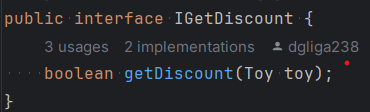 public interface IGetDiscount {
3 usages 2 implementations dgliga238
boolean getDiscount(Toy toy);
}